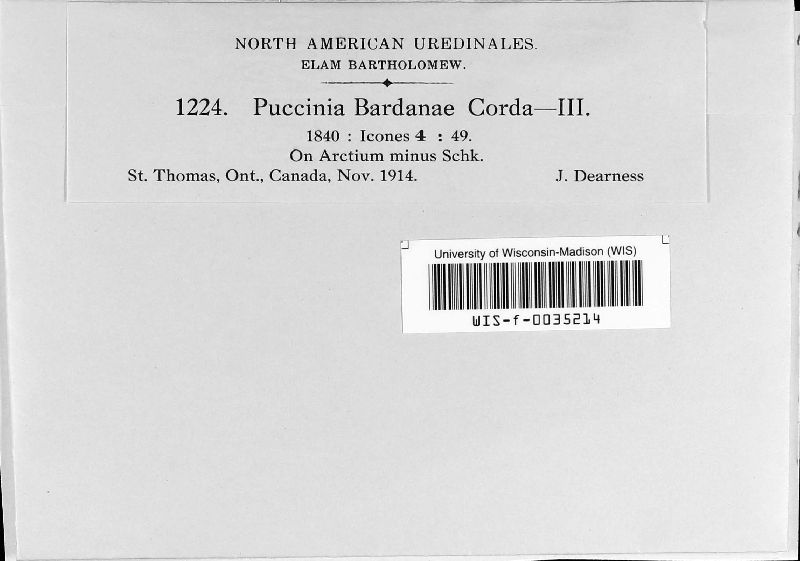 NORTH AMERICAN UREDINALES.
ELAM BARTHOLOMEW.
1224. Puccinia Bardanae Corda—III.
1840 : Icones 4 : 49.
On Arctium minus Schk.
St. Thomas, Ont., Canada, Nov. 1914. J. Dearness
University of Wisconsin-Madison (WIS)
WIS-f-0035214